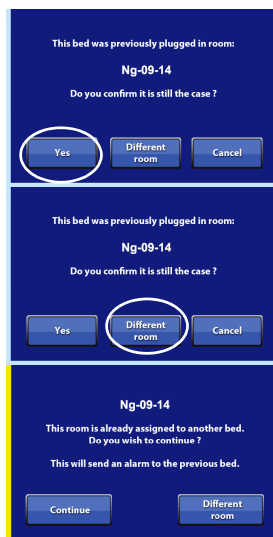 This bed was previously plugged in room:
Ng-09-14
Do you confirm it is still the case ?
Yes
Different
room
Cancel
This bed was previously plugged in room:
Ng-09-14
Do you confirm it is still the case ?
Yes
Different
room
Cancel
Ng-09-14
This room is already assigned to another bed.
Do you wish to continue ?
This will send an alarm to the previous bed.
Continue
Different
room